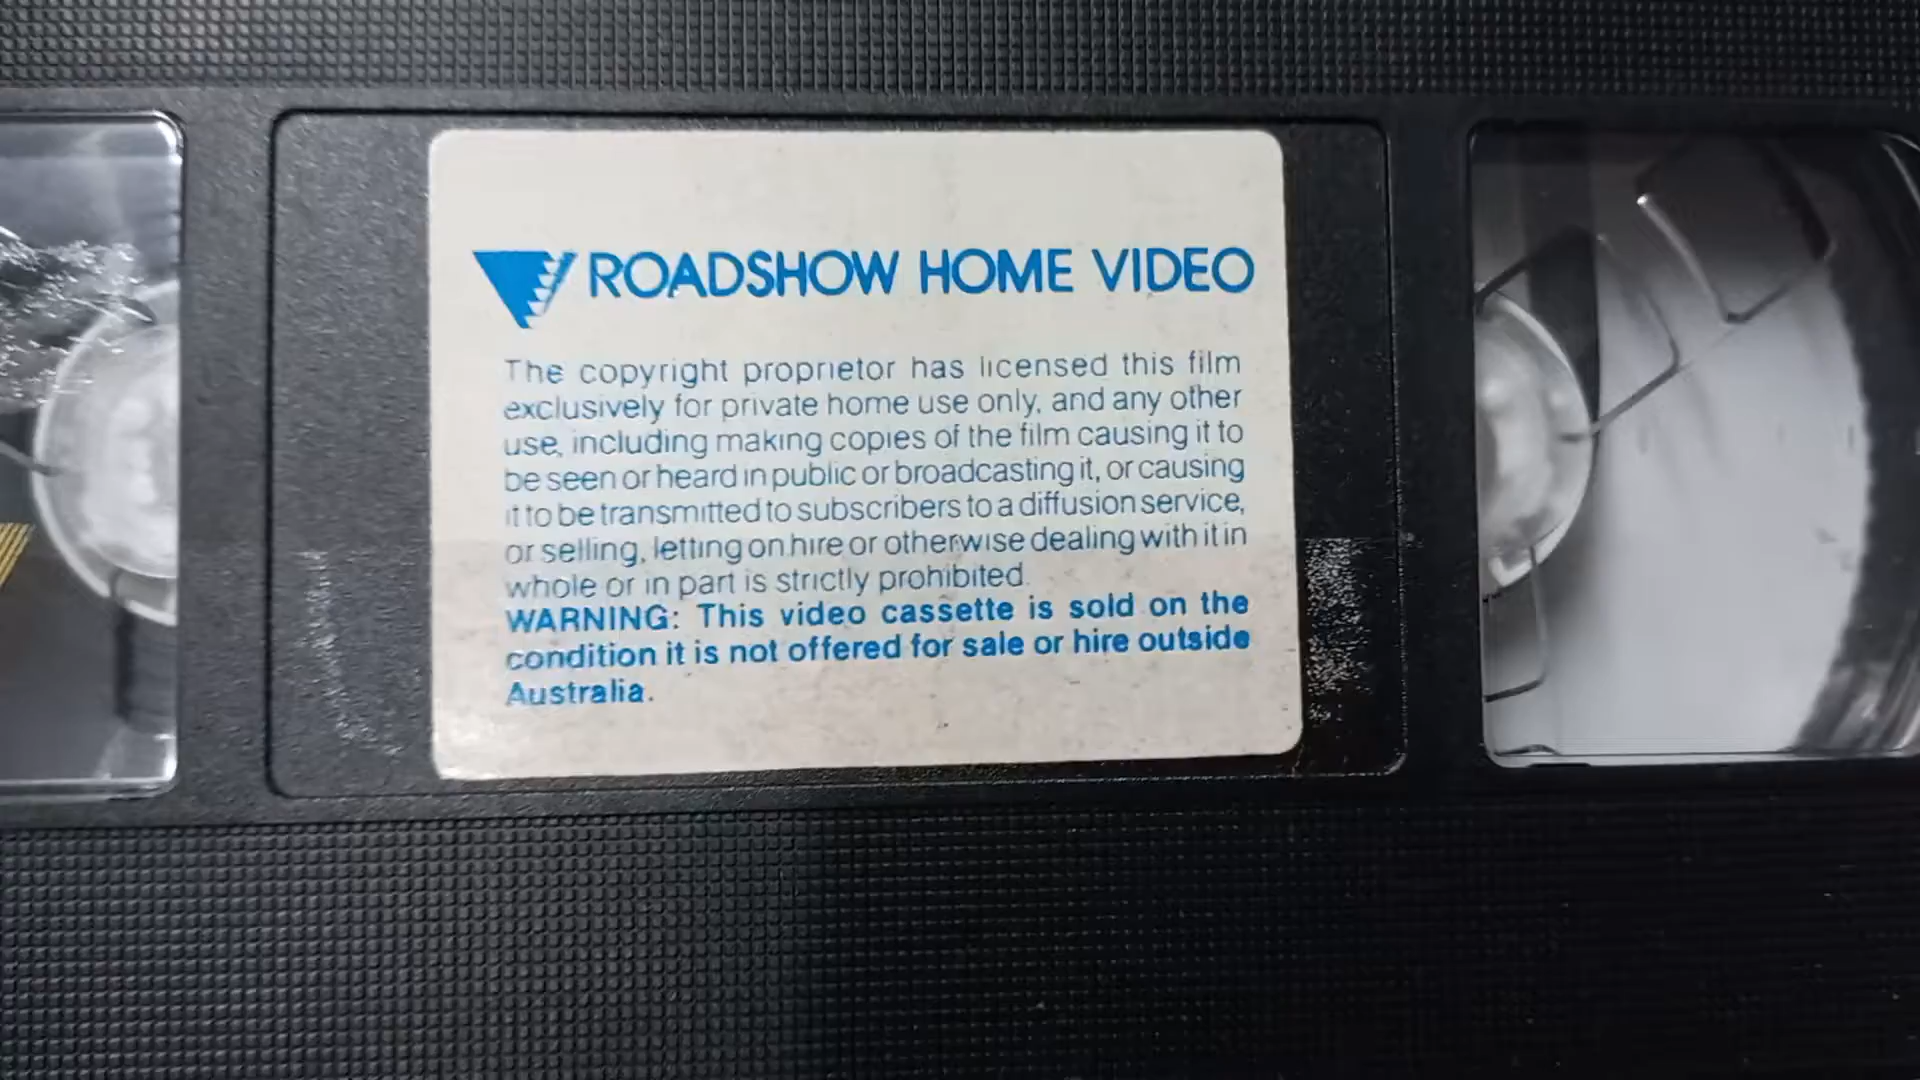 ROADSHOW HOME VIDEO
The copyright proprietor has licensed this film
exclusively for private home use only, and any other
use, including making copies of the film causing it to
be seen or heard in public or broadcasting it, or causing
it to be transmitted to subscribers to a diffusion service,
or selling, letting on hire or otherwise dealing with it in
whole or in part is strictly prohibited.
WARNING: This video cassette is sold on the
condition it is not offered for sale or hire outside
Australia.